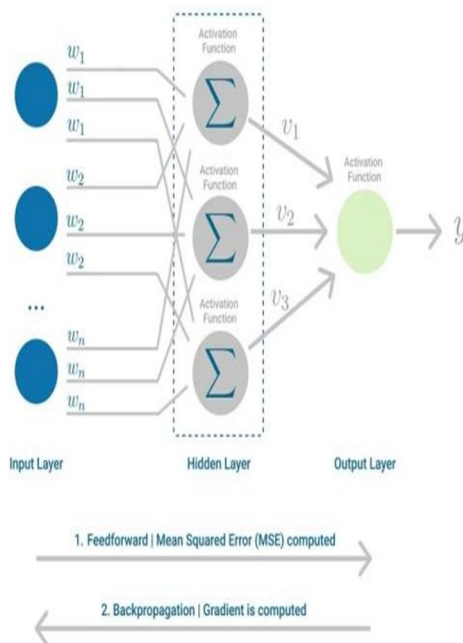 Activation
Function
w₁
w₁
w₁
Σ
v₁
Activation
Function
Activation
Function
w₂
w₂
w₂
Σ
v₂
y
...
Activation
Function
v₃
wₙ
wₙ
wₙ
Σ
Input Layer
Hidden Layer
Output Layer
1. Feedforward | Mean Squared Error (MSE) computed
2. Backpropagation | Gradient is computed